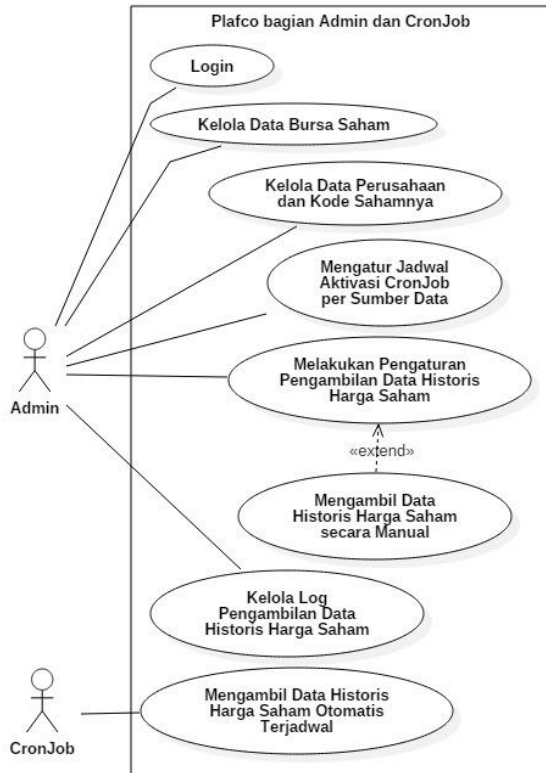 Plafco bagian Admin dan CronJob
Login
Kelola Data Bursa Saham
Kelola Data Perusahaan
dan Kode Sahamnya
Mengatur Jadwal
Aktivasi CronJob
per Sumber Data
Melakukan Pengaturan
Pengambilan Data Historis
Harga Saham
Admin
«extend»
Mengambil Data
Historis Harga Saham
secara Manual
Kelola Log
Pengambilan Data
Historis Harga Saham
Mengambil Data Historis
Harga Saham Otomatis
Terjadwal
CronJob